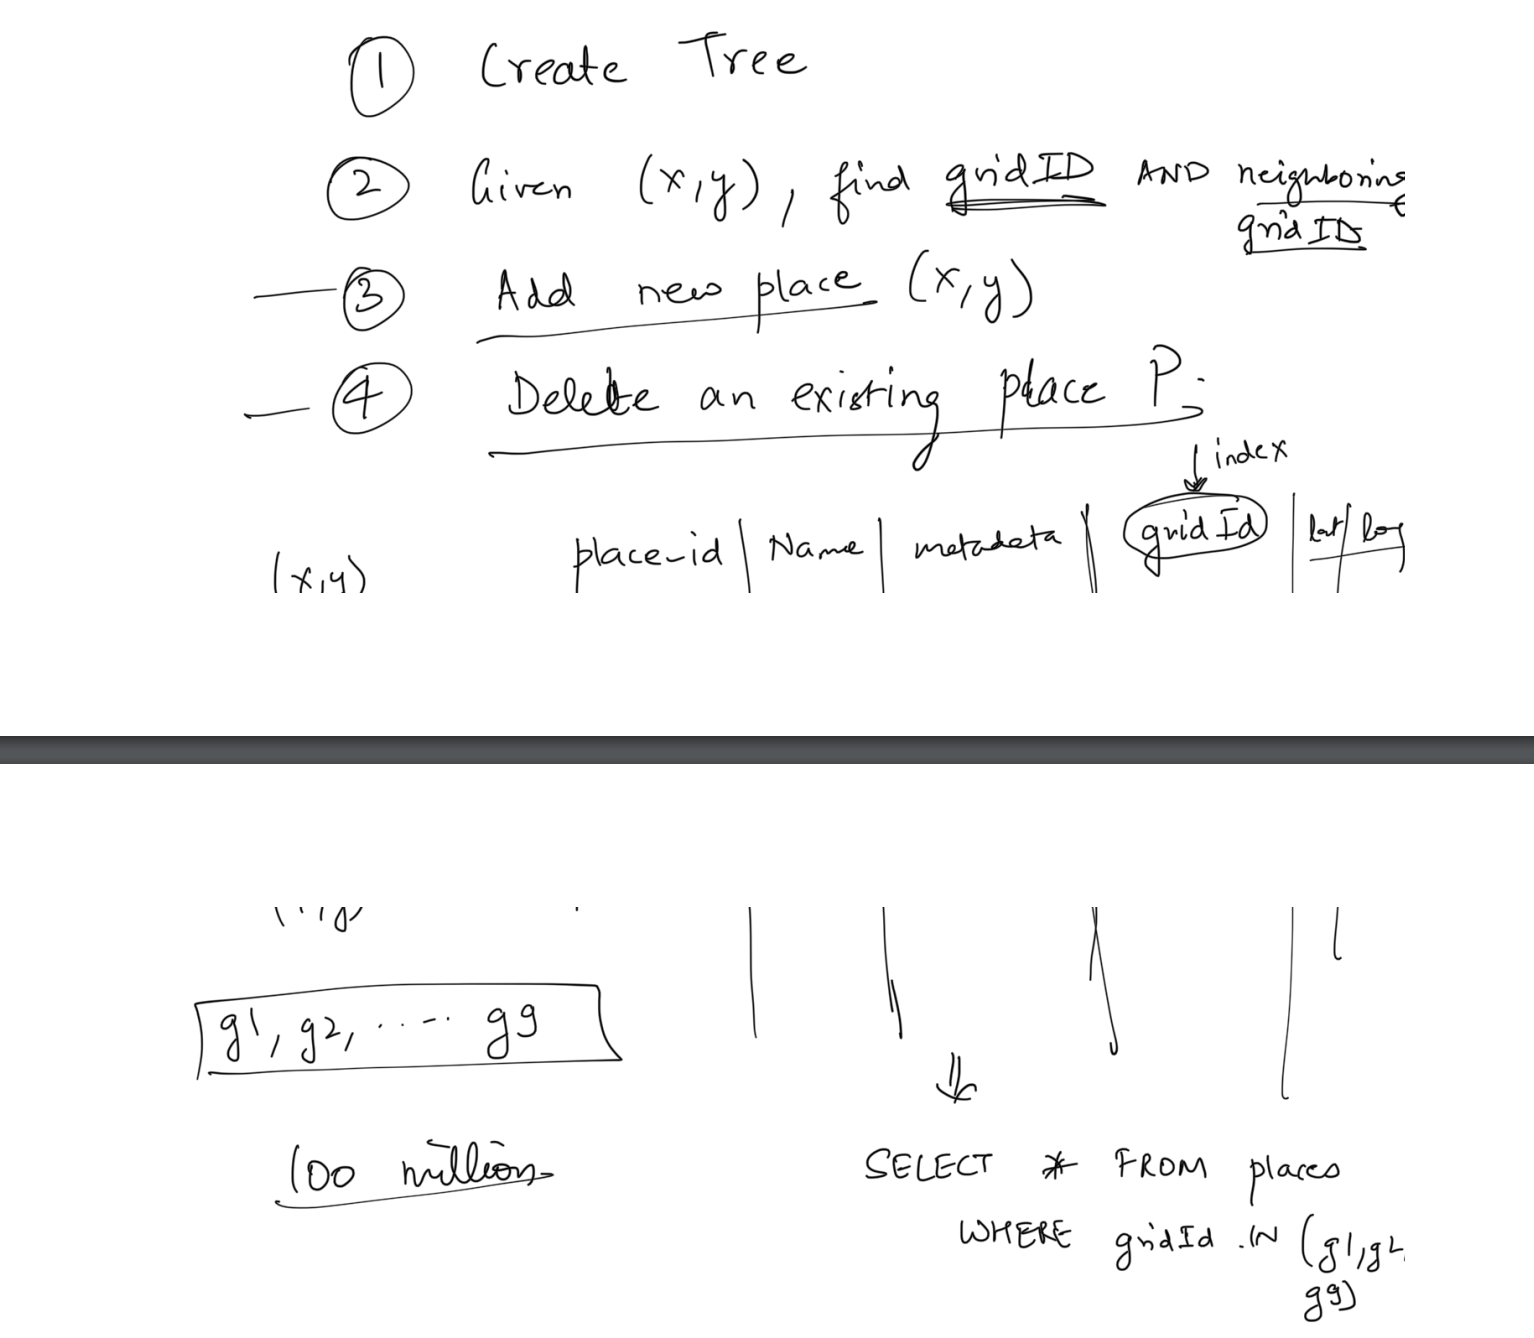 ① Create Tree
② Given (x,y), find gridID AND neighboring
gridIDs
③ Add new place (x,y)
④ Delete an existing place Pj
↓ index
(x,y) place-id | Name | metadata | gridId | lat/long
g1, g2, ..... g9
100 million
SELECT * FROM places
WHERE gridId IN (g1,g2,
g9)